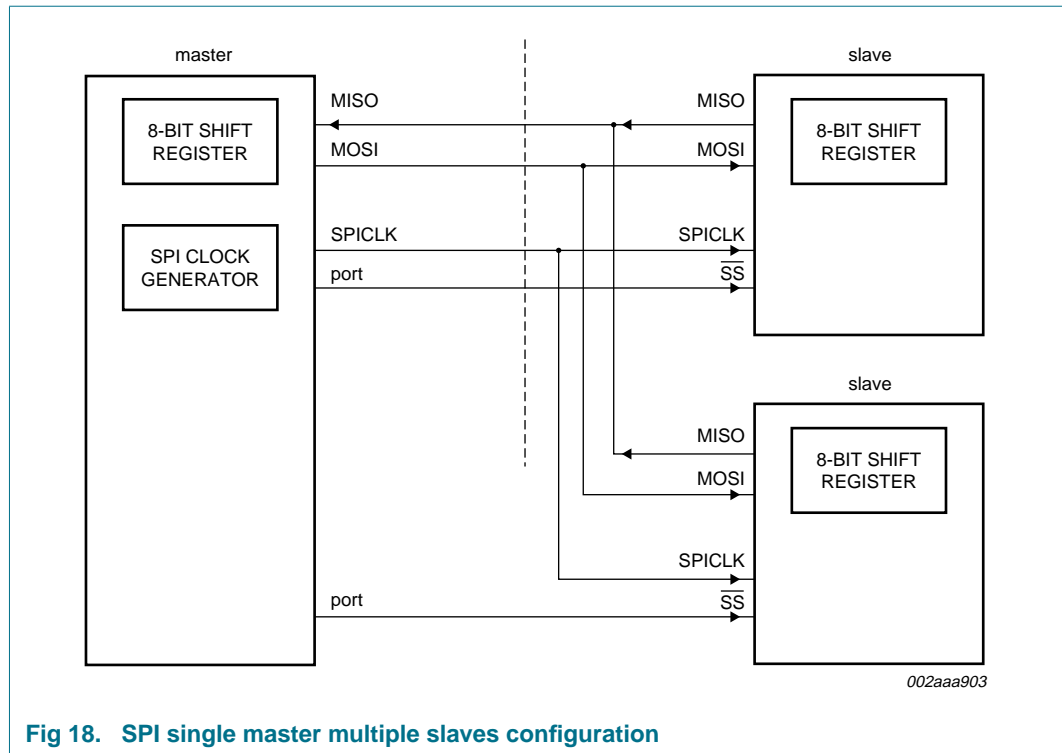 master
slave
MISO
MISO
8-BIT SHIFT
REGISTER
8-BIT SHIFT
REGISTER
MOSI
MOSI
SPICLK
SPICLK
SPI CLOCK
GENERATOR
port
SS
slave
MISO
8-BIT SHIFT
REGISTER
MOSI
SPICLK
port
SS
002aaa903
Fig 18. SPI single master multiple slaves configuration